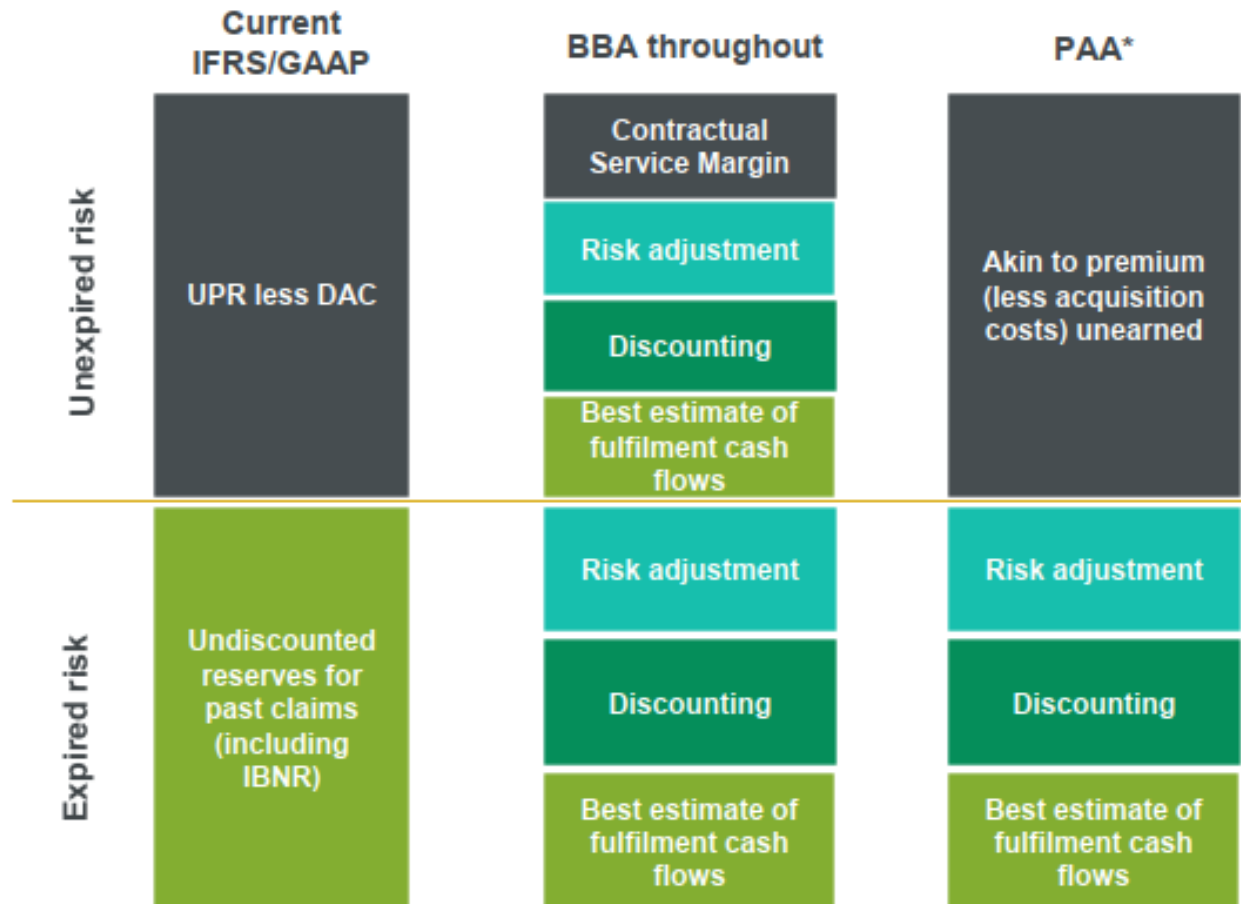 Current
IFRS/GAAP
BBA throughout
PAA*
Unexpired risk
UPR less DAC
Contractual
Service Margin
Risk adjustment
Discounting
Best estimate of
fulfilment cash
flows
Akin to premium
(less acquisition
costs) unearned
Expired risk
Undiscounted
reserves for
past claims
(including
IBNR)
Risk adjustment
Discounting
Best estimate of
fulfilment cash
flows
Risk adjustment
Discounting
Best estimate of
fulfilment cash
flows